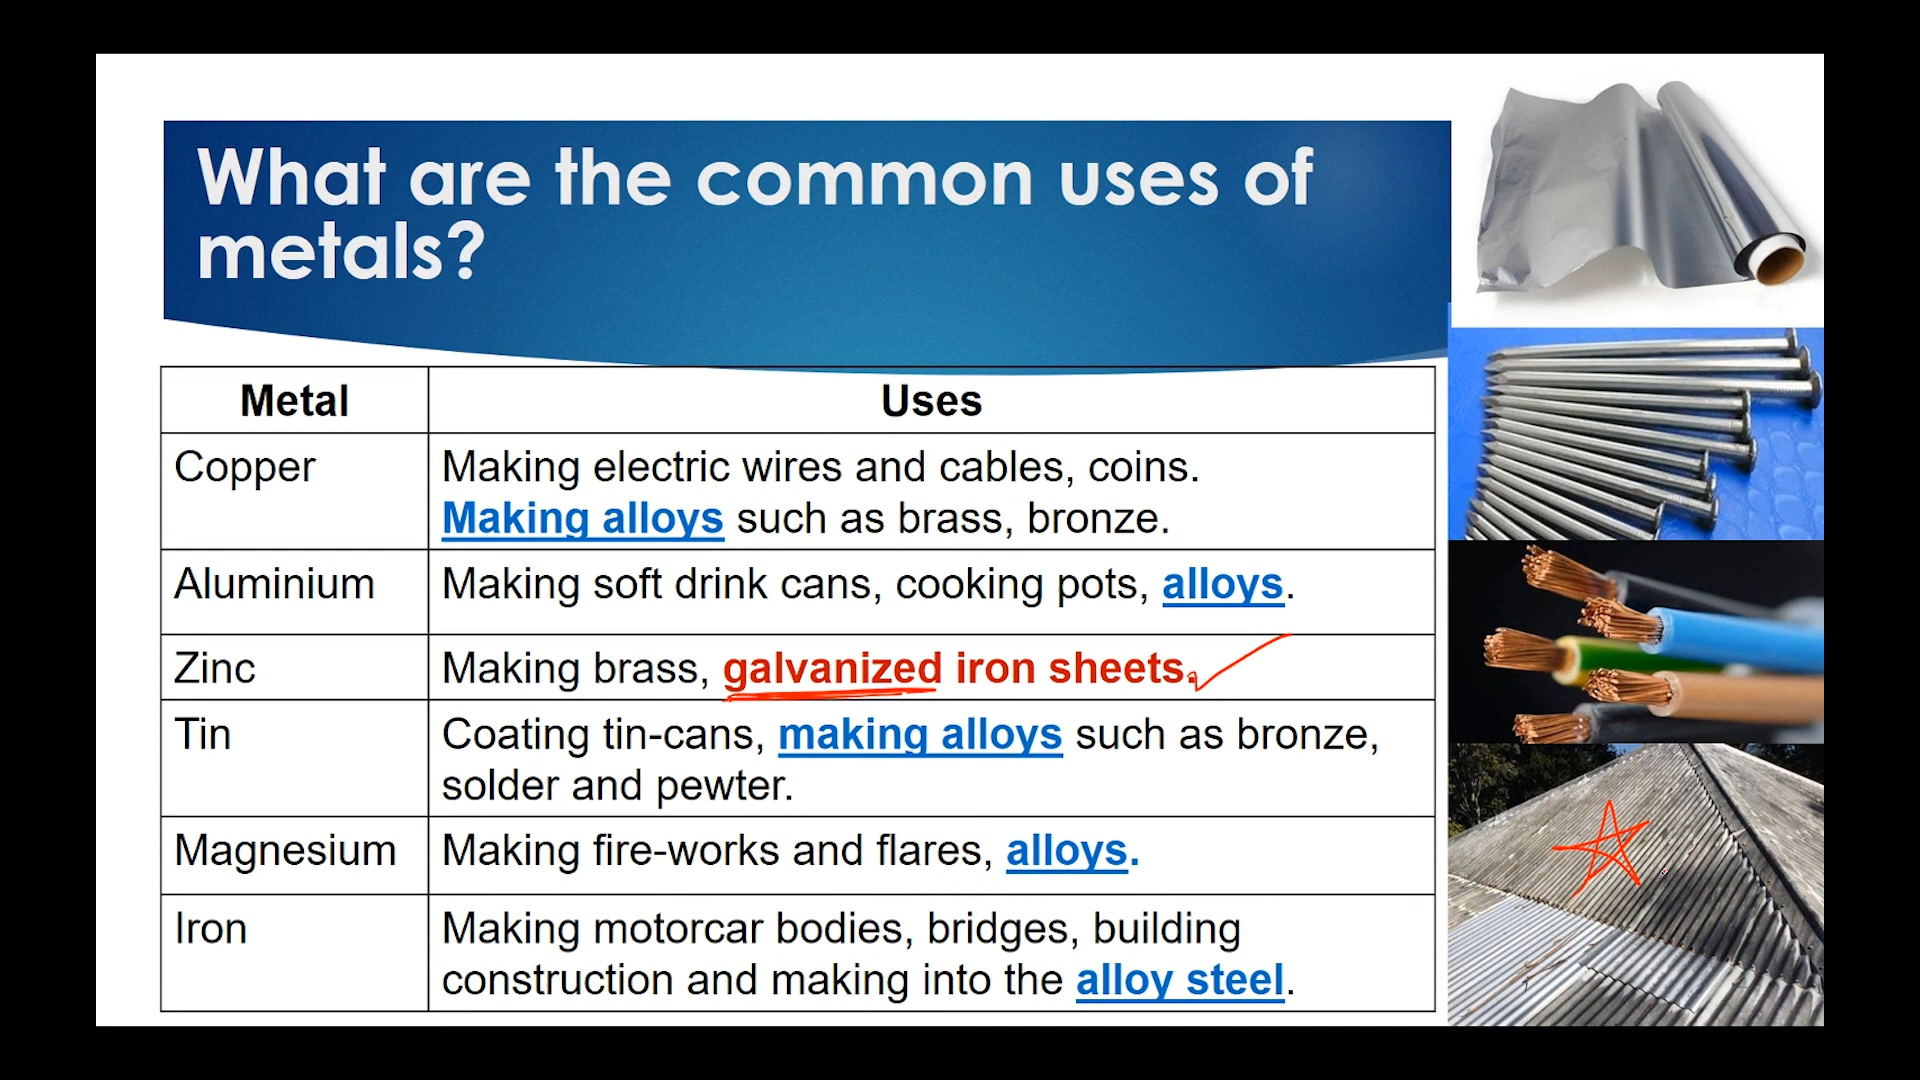 What are the common uses of
metals?
Metal Uses
Copper Making electric wires and cables, coins.
Making alloys such as brass, bronze.
Aluminium Making soft drink cans, cooking pots, alloys.
Zinc Making brass, galvanized iron sheets.
Tin Coating tin-cans, making alloys such as bronze,
solder and pewter.
Magnesium Making fire-works and flares, alloys.
Iron Making motorcar bodies, bridges, building
construction and making into the alloy steel.